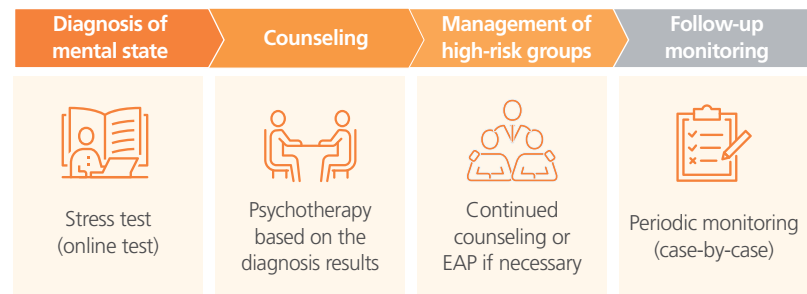 Diagnosis of
mental state
Counseling
Management of
high-risk groups
Follow-up
monitoring
Stress test
(online test)
Psychotherapy
based on the
diagnosis results
Continued
counseling or
EAP if necessary
Periodic monitoring
(case-by-case)